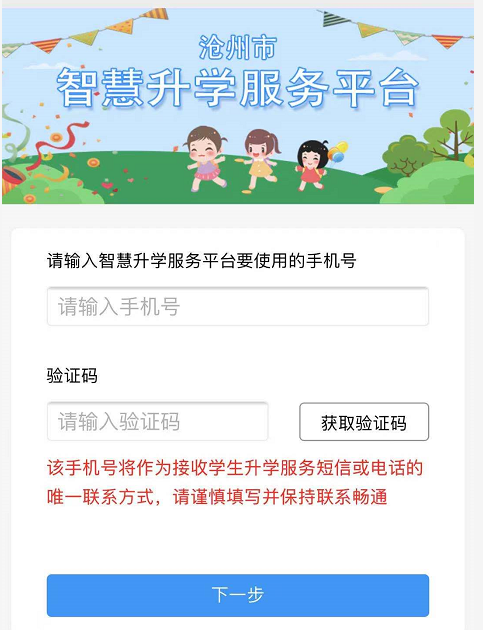 沧州市
智慧升学服务平台
请输入智慧升学服务平台要使用的手机号
请输入手机号
验证码
请输入验证码
获取验证码
该手机号将作为接收学生升学服务短信或电话的
唯一联系方式，请谨慎填写并保持联系畅通
下一步